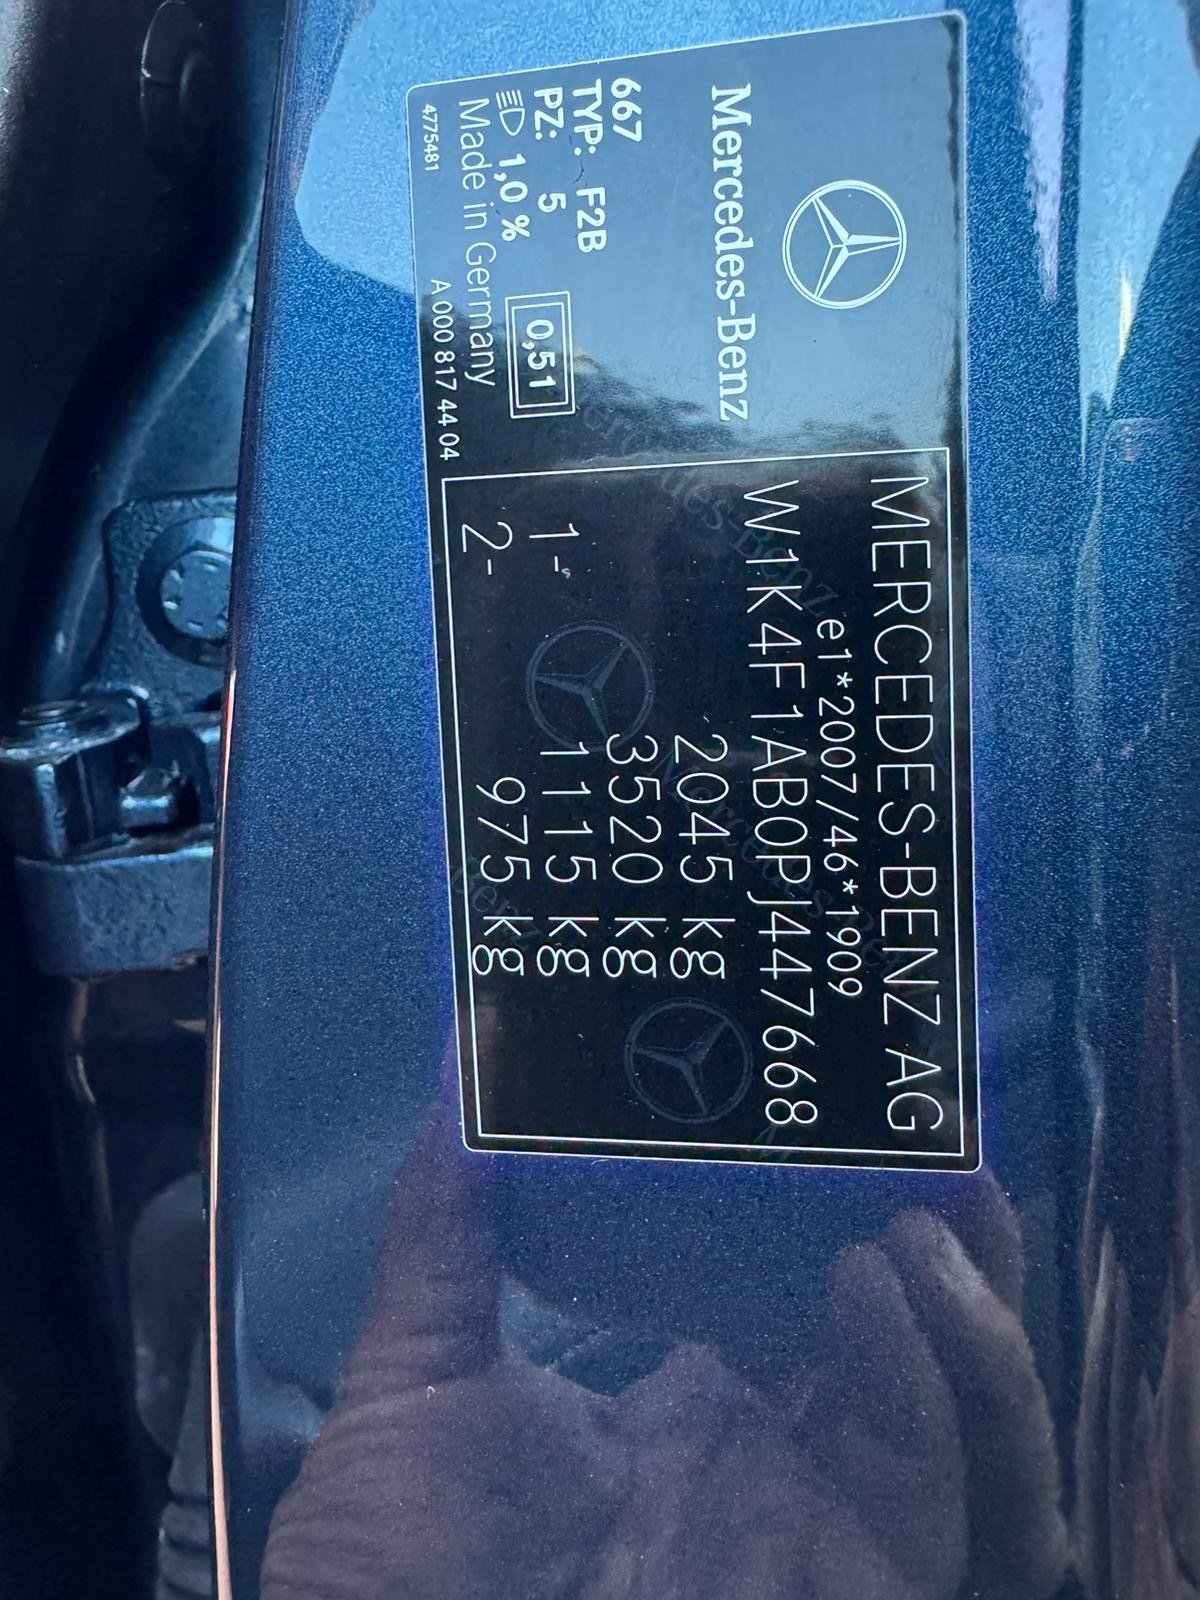 Mercedes-Benz
667
TYP: F2B
PZ: 5
1,0 %
0,51
Made in Germany
4775481
A 000 817 44 04
MERCEDES-BENZ AG
e1*2007/46*1909
W1K4F1AB0PJ447668
2045 kg
3520 kg
1- 1115 kg
2- 975 kg